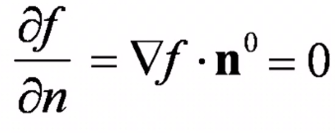 ∂f/∂n = ∇f · n⁰ = 0